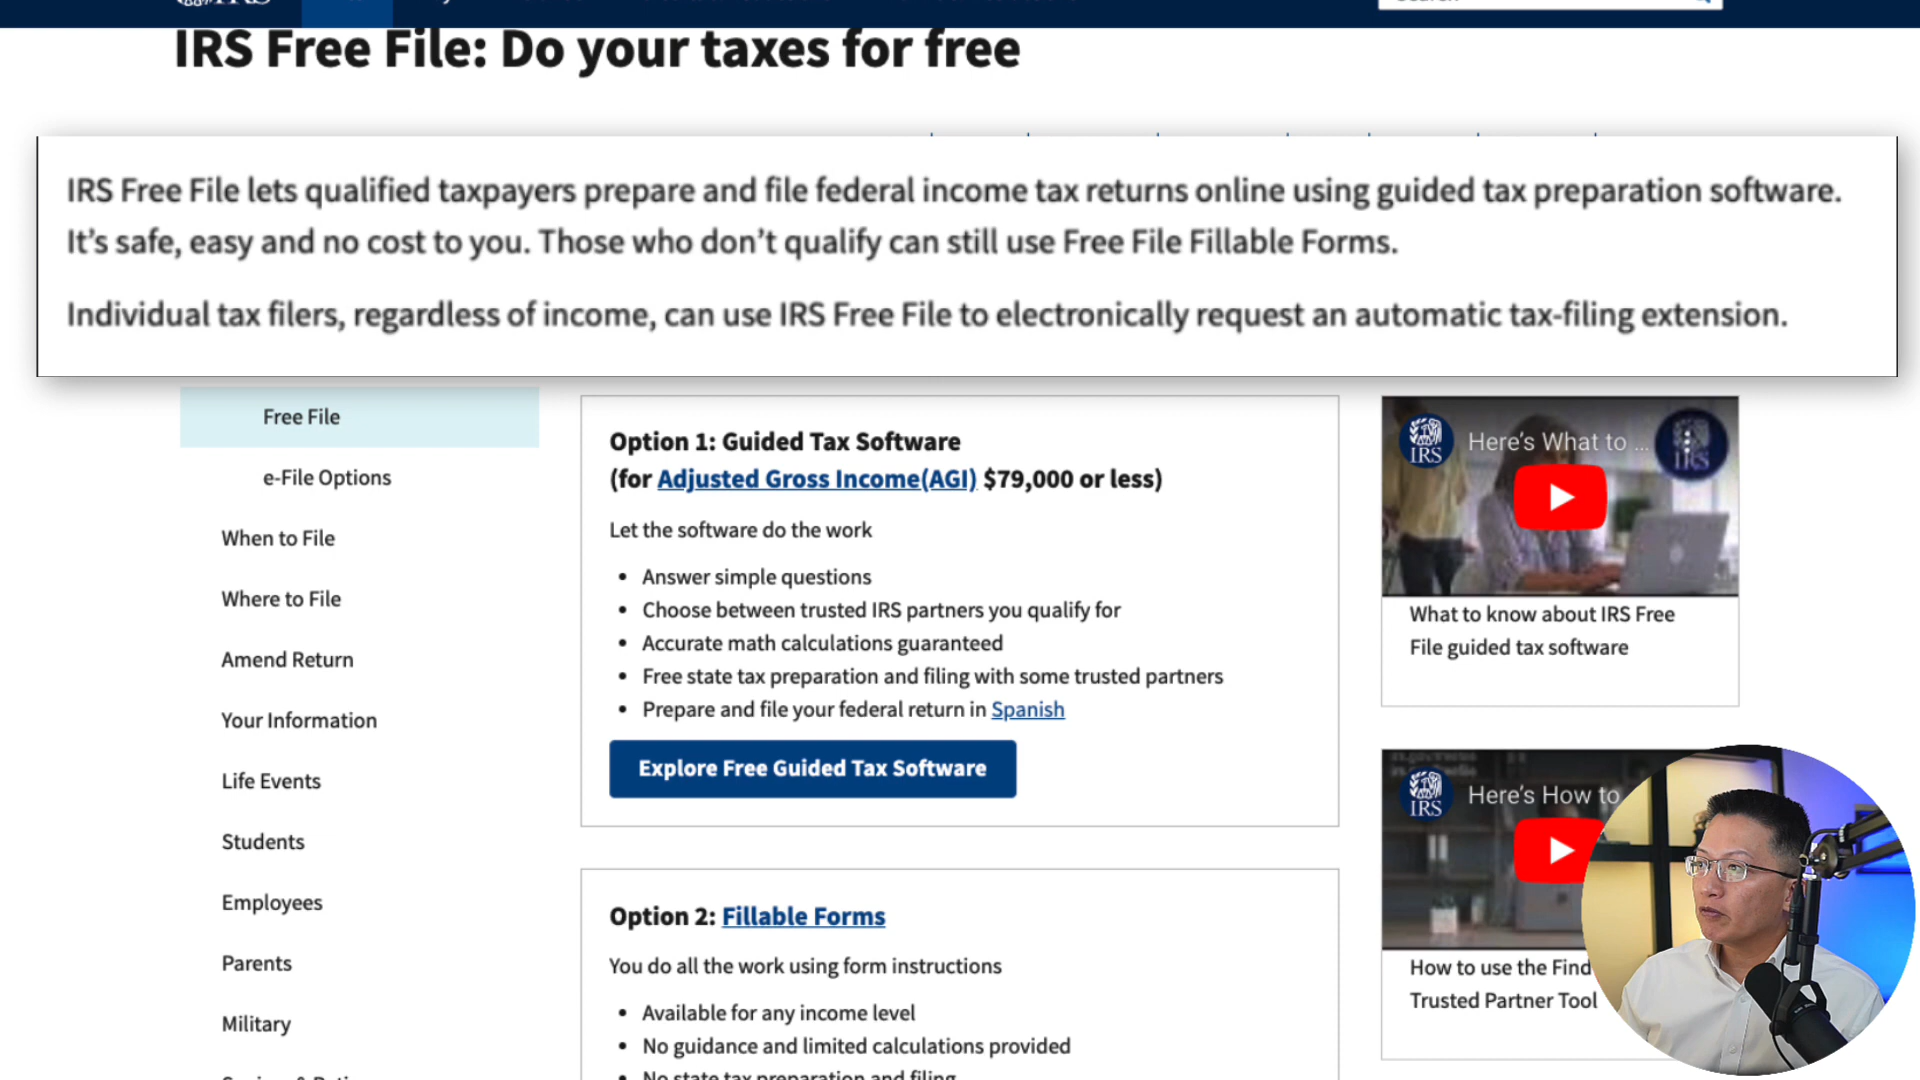 IRS
IRS Free File: Do your taxes for free
IRS Free File lets qualified taxpayers prepare and file federal income tax returns online using guided tax preparation software.
It's safe, easy and no cost to you. Those who don't qualify can still use Free File Fillable Forms.
Individual tax filers, regardless of income, can use IRS Free File to electronically request an automatic tax-filing extension.
Free File
e-File Options
When to File
Where to File
Amend Return
Your Information
Life Events
Students
Employees
Parents
Military
Option 1: Guided Tax Software
(for Adjusted Gross Income(AGI) $79,000 or less)
Let the software do the work
• Answer simple questions
• Choose between trusted IRS partners you qualify for
• Accurate math calculations guaranteed
• Free state tax preparation and filing with some trusted partners
• Prepare and file your federal return in Spanish
Explore Free Guided Tax Software
Option 2: Fillable Forms
You do all the work using form instructions
• Available for any income level
• No guidance and limited calculations provided
• No state tax preparation and filing
IRS
Here's What to ...
IRS
What to know about IRS Free
File guided tax software
IRS
Here's How to
How to use the Find
Trusted Partner Tool